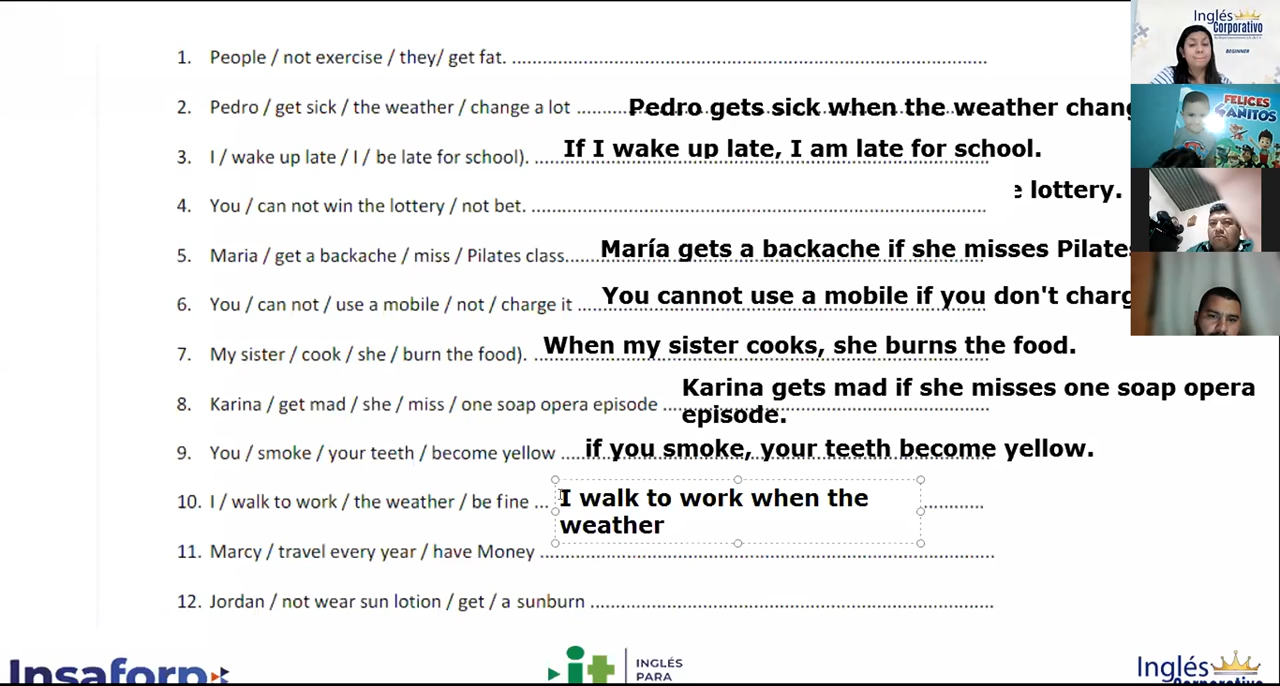 1. People / not exercise / they/ get fat.
2. Pedro / get sick / the weather / change a lot
Pedro gets sick when the weather
3. I / wake up late / I / be late for school).
If I wake up late, I am late for school.
4. You / can not win the lottery / not bet.
lottery.
5. Maria / get a backache / miss / Pilates class
María gets a backache if she misses Pilates
6. You / can not / use a mobile / not / charge it
You cannot use a mobile if you don't
7. My sister / cook / she / burn the food).
When my sister cooks, she burns the food.
8. Karina / get mad / she / miss / one soap opera episode
Karina gets mad if she misses one soap opera
episode.
9. You / smoke / your teeth / become yellow
if you smoke, your teeth become yellow.
10. I / walk to work / the weather / be fine
I walk to work when the
weather
11. Marcy / travel every year / have Money
12. Jordan / not wear sun lotion / get / a sunburn
Insaforp
it
INGLÉS
PARA
Inglés
Corporativo
Inglés
Corporativo
BEGINNER
FELICES